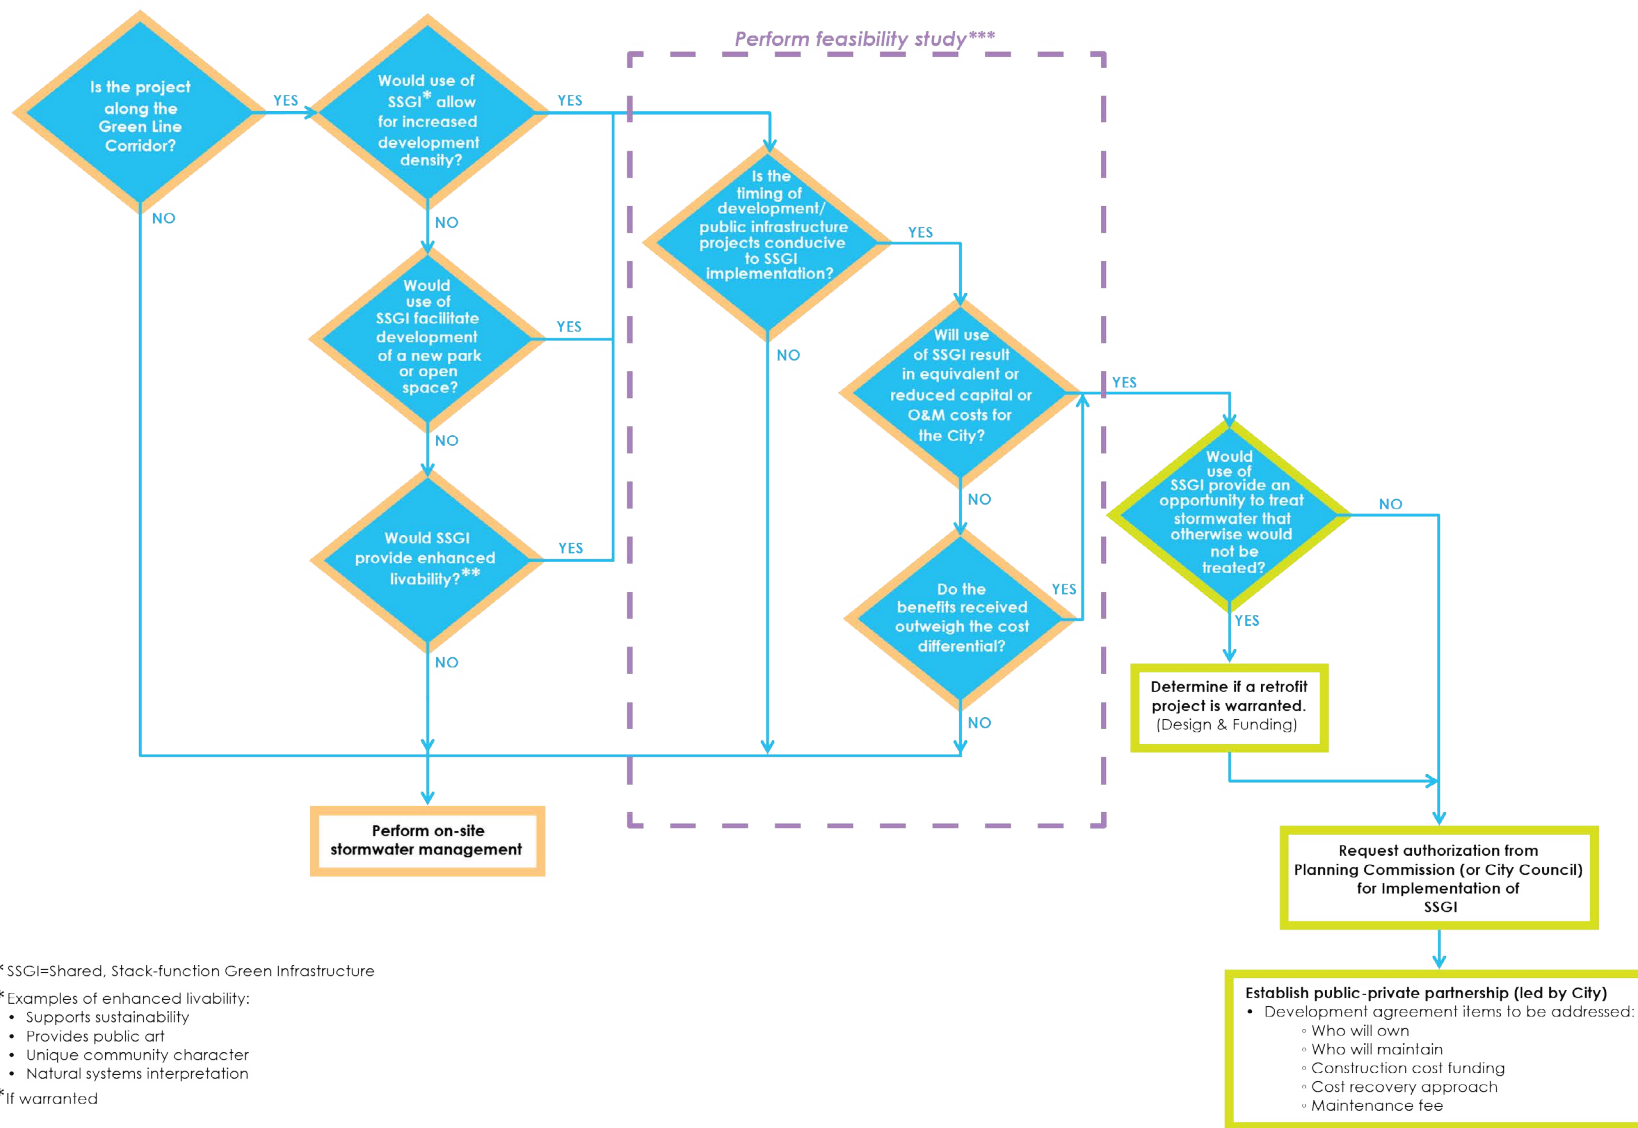 Perform feasibility study***
Is the project
along the
Green Line
Corridor?
YES
NO
Would use of
SSGI* allow
for increased
development
density?
YES
NO
Would
use of
SSGI facilitate
development
of a new park
or open
space?
YES
NO
Would SSGI
provide enhanced
livability?**
YES
NO
Is the
timing of
development/
public infrastructure
projects conducive
to SSGI
implementation?
YES
NO
Will use
of SSGI result
in equivalent or
reduced capital or
O&M costs for
the City?
YES
NO
Do the
benefits received
outweigh the cost
differential?
YES
NO
Would
use of
SSGI provide an
opportunity to treat
stormwater that
otherwise would
not be
treated?
NO
YES
Determine if a retrofit
project is warranted.
(Design & Funding)
Perform on-site
stormwater management
Request authorization from
Planning Commission (or City Council)
for Implementation of
SSGI
Establish public-private partnership (led by City)
• Development agreement items to be addressed:
◦ Who will own
◦ Who will maintain
◦ Construction cost funding
◦ Cost recovery approach
◦ Maintenance fee
* SSGI=Shared, Stack-function Green Infrastructure
* Examples of enhanced livability:
• Supports sustainability
• Provides public art
• Unique community character
• Natural systems interpretation
* If warranted